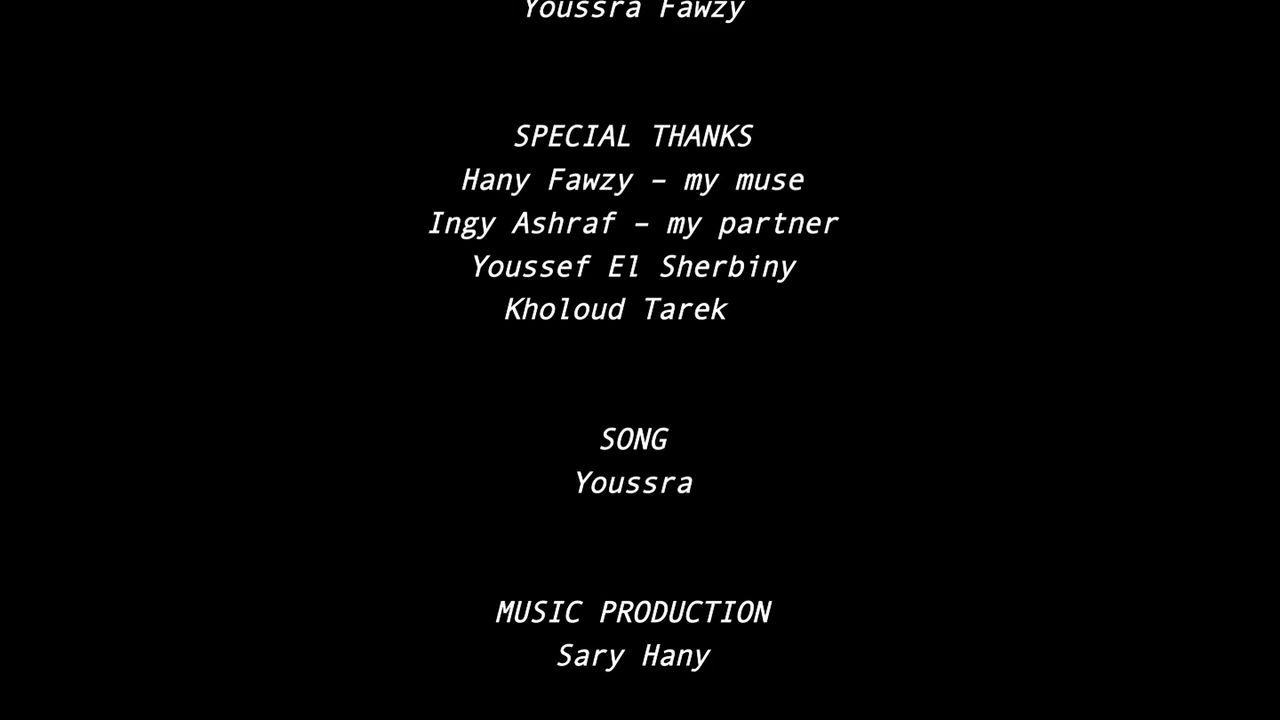 Youssra Fawzy
SPECIAL THANKS
Hany Fawzy – my muse
Ingy Ashraf – my partner
Youssef El Sherbiny
Kholoud Tarek
SONG
Youssra
MUSIC PRODUCTION
Sary Hany